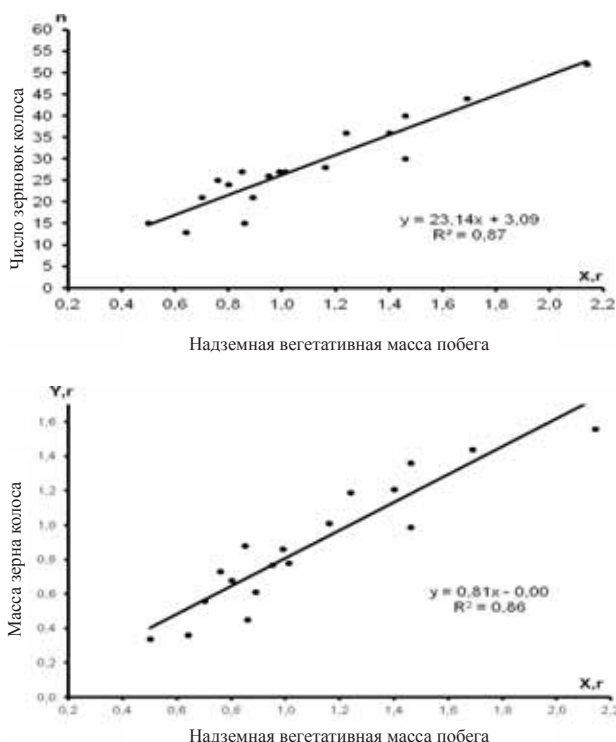 n
60
55
50
45
40
35
30
25
20
15
10
5
0
Число зерновок колоса
y = 23,14x + 3,09
R² = 0,87
X,г
0,2 0,4 0,6 0,8 1,0 1,2 1,4 1,6 1,8 2,0 2,2
Надземная вегетативная масса побега
Y,г
1,6
1,4
1,2
1,0
0,8
0,6
0,4
0,2
0,0
Масса зерна колоса
y = 0,81x - 0,00
R² = 0,86
X,г
0,2 0,4 0,6 0,8 1,0 1,2 1,4 1,6 1,8 2,0 2,2
Надземная вегетативная масса побега